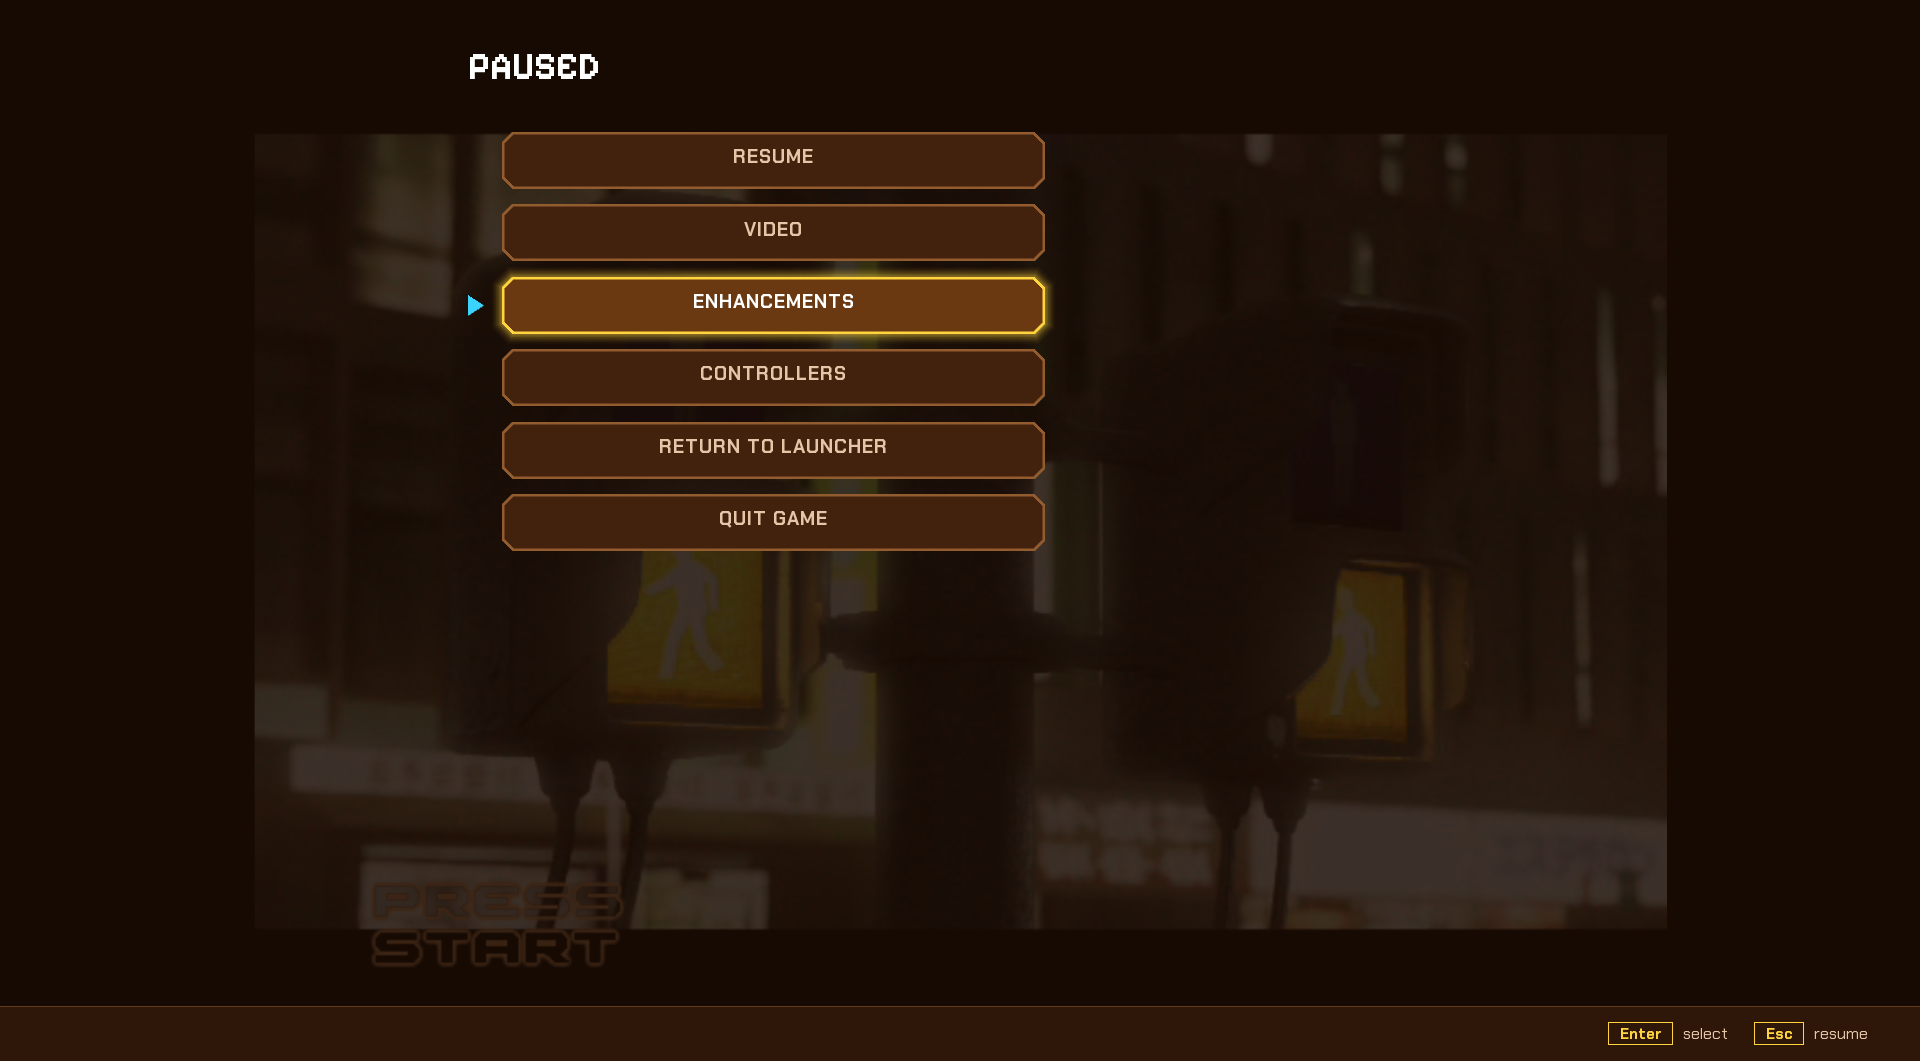 PAUSED
RESUME
VIDEO
ENHANCEMENTS
CONTROLLERS
RETURN TO LAUNCHER
QUIT GAME
PRESS
START
Enter select Esc resume